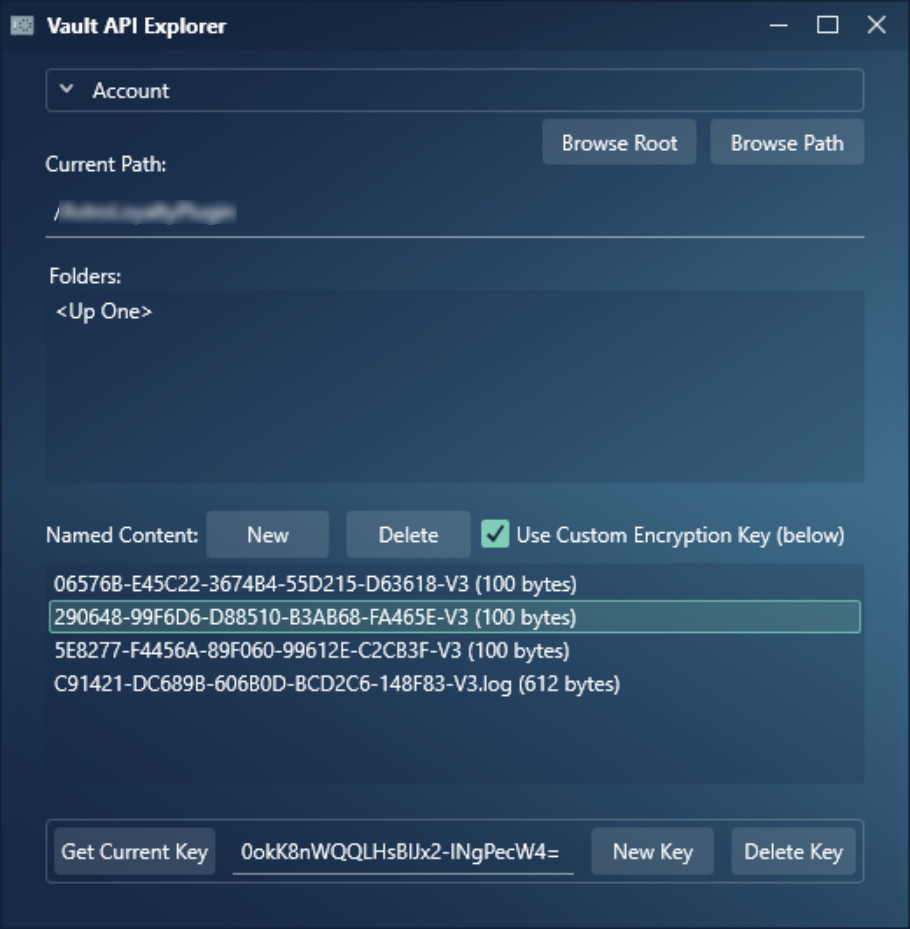 Vault API Explorer
Account
Browse Root
Browse Path
Current Path:
/
Folders:
<Up One>
Named Content:
New
Delete
Use Custom Encryption Key (below)
06576B-E45C22-3674B4-55D215-D63618-V3 (100 bytes)
290648-99F6D6-D88510-B3AB68-FA465E-V3 (100 bytes)
5E8277-F4456A-89F060-99612E-C2CB3F-V3 (100 bytes)
C91421-DC689B-606B0D-BCD2C6-148F83-V3.log (612 bytes)
Get Current Key
New Key
Delete Key